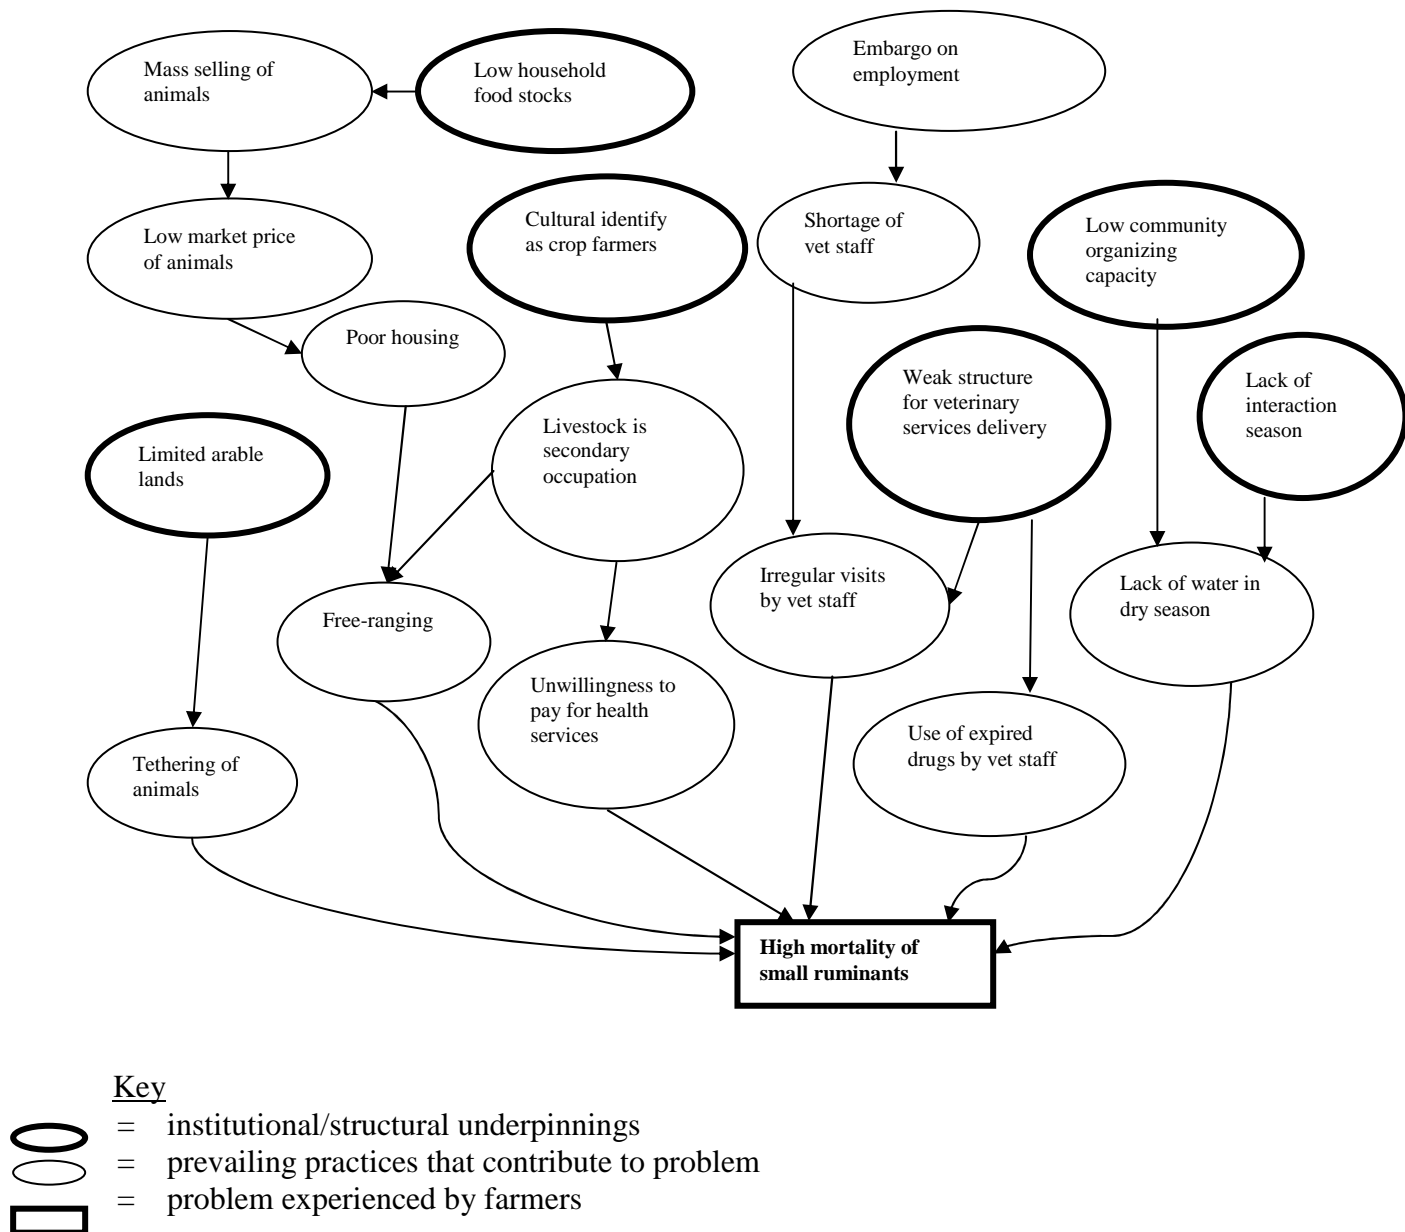 Mass selling of
animals
Low household
food stocks
Embargo on
employment
Low market price
of animals
Cultural identify
as crop farmers
Shortage of
vet staff
Low community
organizing
capacity
Poor housing
Weak structure
for veterinary
services delivery
Lack of
interaction
season
Limited arable
lands
Livestock is
secondary
occupation
Free-ranging
Irregular visits
by vet staff
Lack of water in
dry season
Unwillingness to
pay for health
services
Use of expired
drugs by vet staff
Tethering of
animals
High mortality of
small ruminants
Key
= institutional/structural underpinnings
= prevailing practices that contribute to problem
= problem experienced by farmers